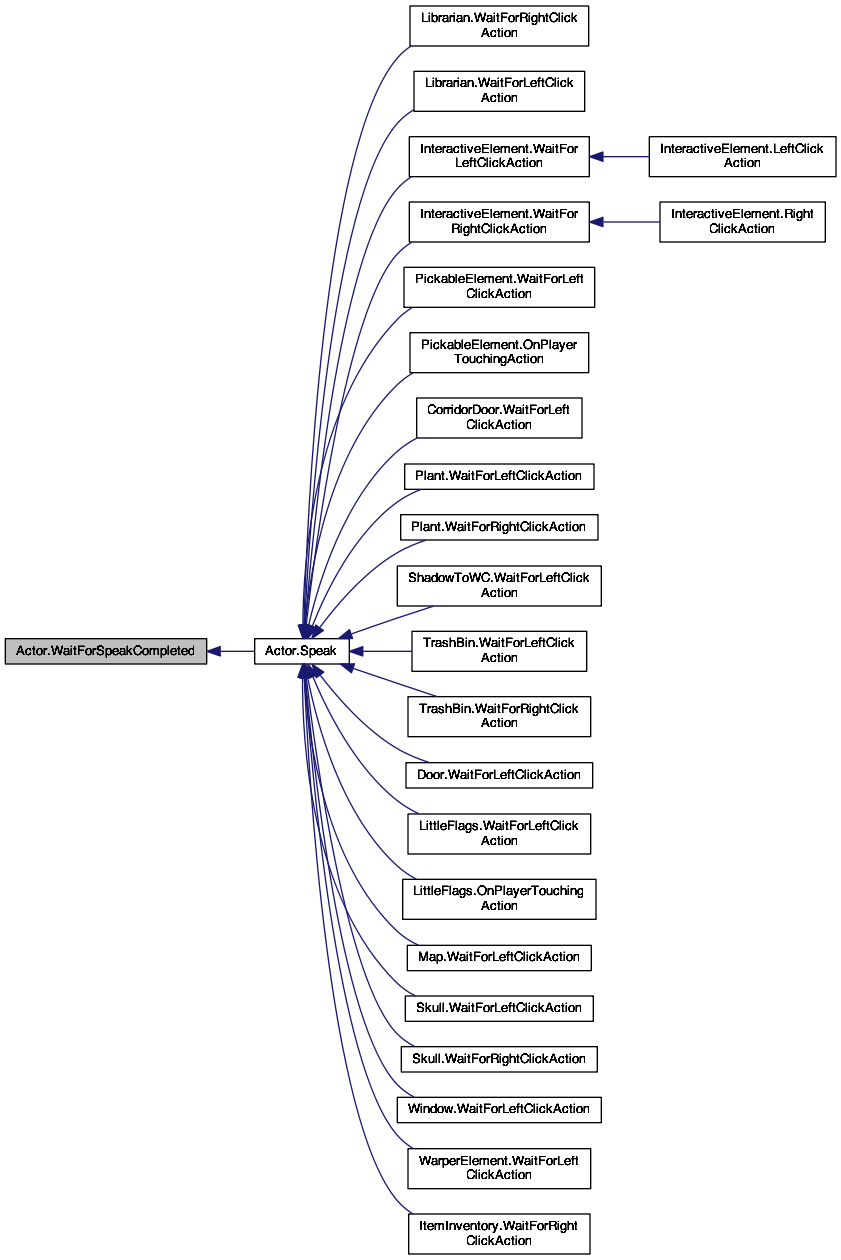 Librarian.WaitForRightClick
Action
Librarian.WaitForLeftClick
Action
InteractiveElement.WaitFor
LeftClickAction
InteractiveElement.LeftClick
Action
InteractiveElement.WaitFor
RightClickAction
InteractiveElement.Right
ClickAction
PickableElement.WaitForLeft
ClickAction
PickableElement.OnPlayer
TouchingAction
CorridorDoor.WaitForLeft
ClickAction
Plant.WaitForLeftClickAction
Plant.WaitForRightClickAction
ShadowToWC.WaitForLeftClick
Action
Actor.WaitForSpeakCompleted
Actor.Speak
TrashBin.WaitForLeftClick
Action
TrashBin.WaitForRightClick
Action
Door.WaitForLeftClickAction
LittleFlags.WaitForLeftClick
Action
LittleFlags.OnPlayerTouching
Action
Map.WaitForLeftClickAction
Skull.WaitForLeftClickAction
Skull.WaitForRightClickAction
Window.WaitForLeftClickAction
WarperElement.WaitForLeft
ClickAction
ItemInventory.WaitForRight
ClickAction